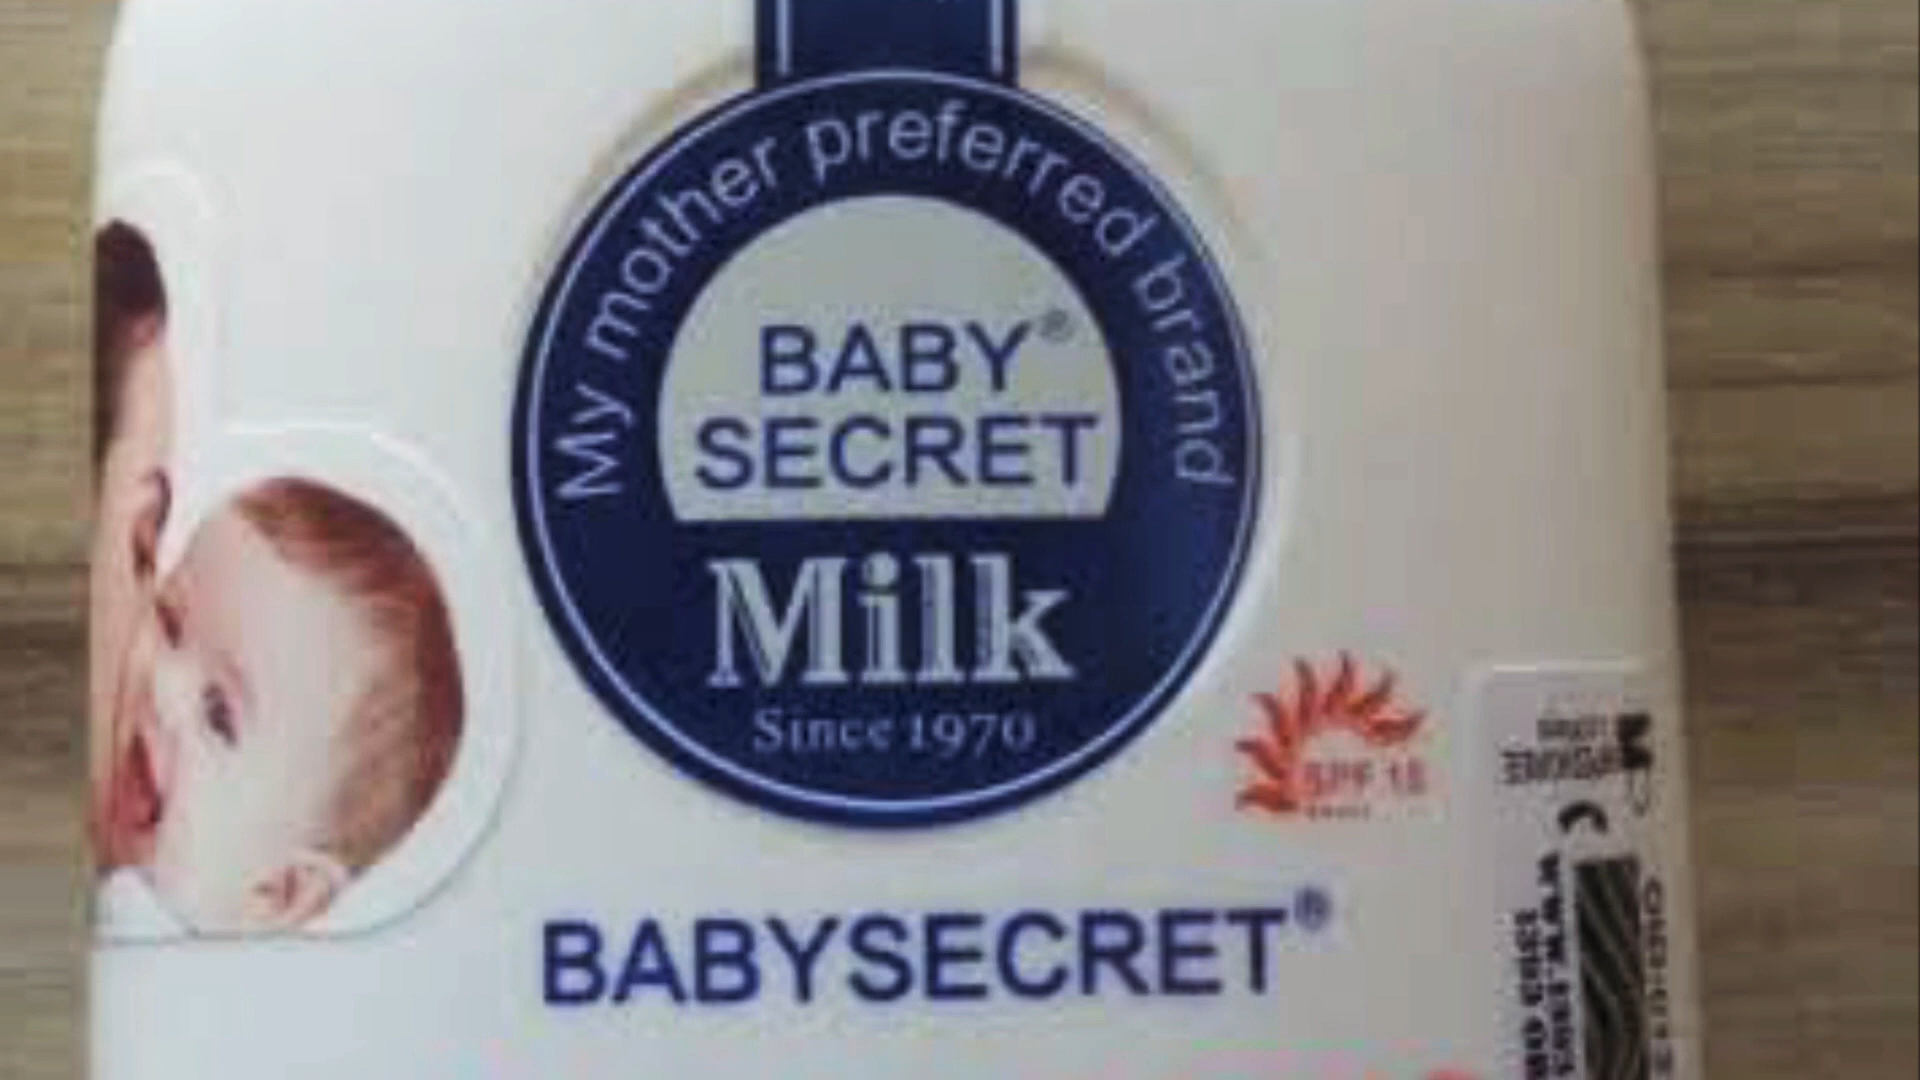 My mother preferred brand
BABY®
SECRET
Milk
Since 1970
SPF 15
BABYSECRET®